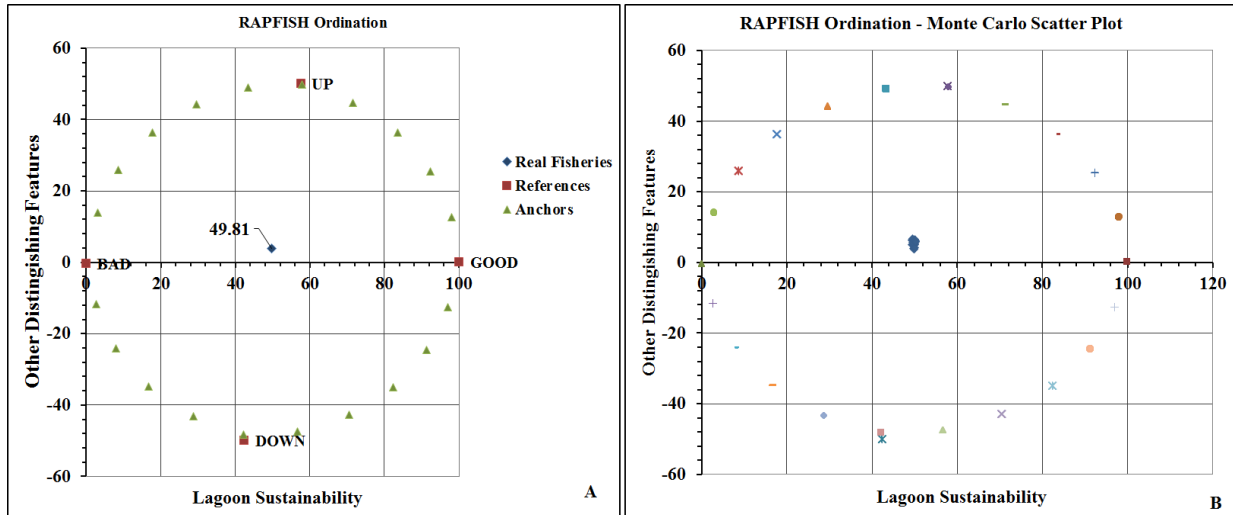 RAPFISH Ordination
60
40
20
0
-20
-40
-60
0 20 40 60 80 100
Other Distingishing Features
Lagoon Sustainability
UP
49.81
BAD
GOOD
DOWN
Real Fisheries
References
Anchors
A
RAPFISH Ordination - Monte Carlo Scatter Plot
60
40
20
0
-20
-40
-60
0 20 40 60 80 100 120
Other Distingishing Features
Lagoon Sustainability
B